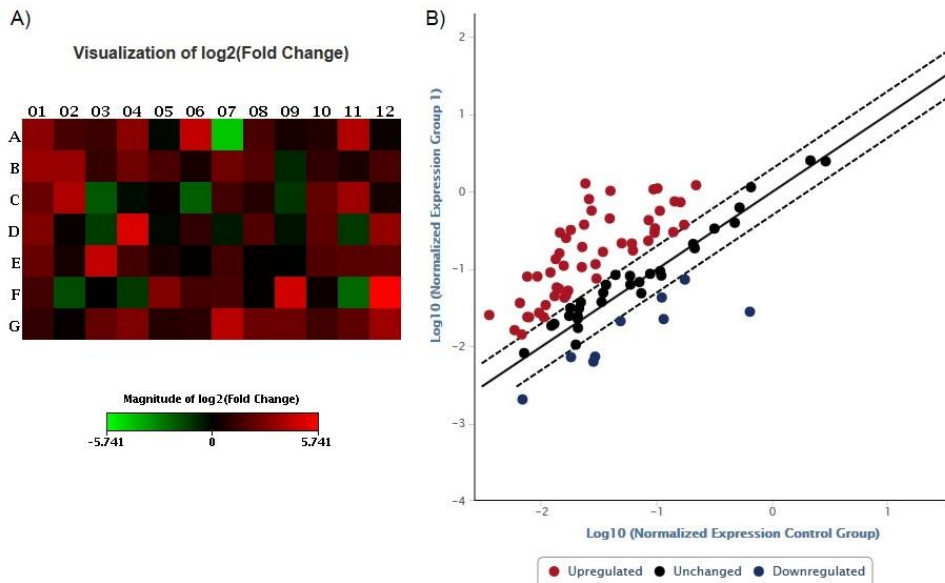 A)
Visualization of log2(Fold Change)
01 02 03 04 05 06 07 08 09 10 11 12
A
B
C
D
E
F
G
Magnitude of log2(Fold Change)
-5.741 0 5.741
B)
Log10 (Normalized Expression Group 1)
2
1
0
−1
−2
−3
−4
−2 −1 0 1
Log10 (Normalized Expression Control Group)
Upregulated Unchanged Downregulated